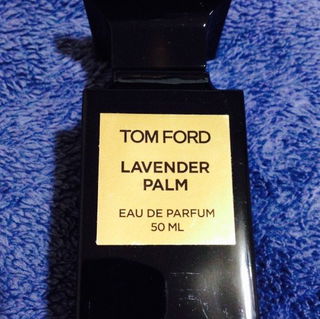 TOM FORD
LAVENDER
PALM
EAU DE PARFUM
50 ML